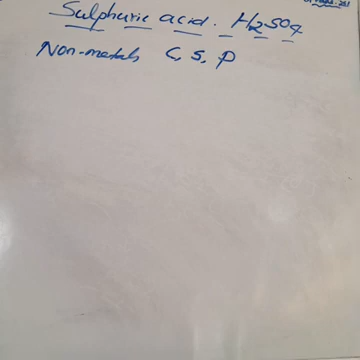 Sulphuric acid. H2SO4
Non-metals C, S, P